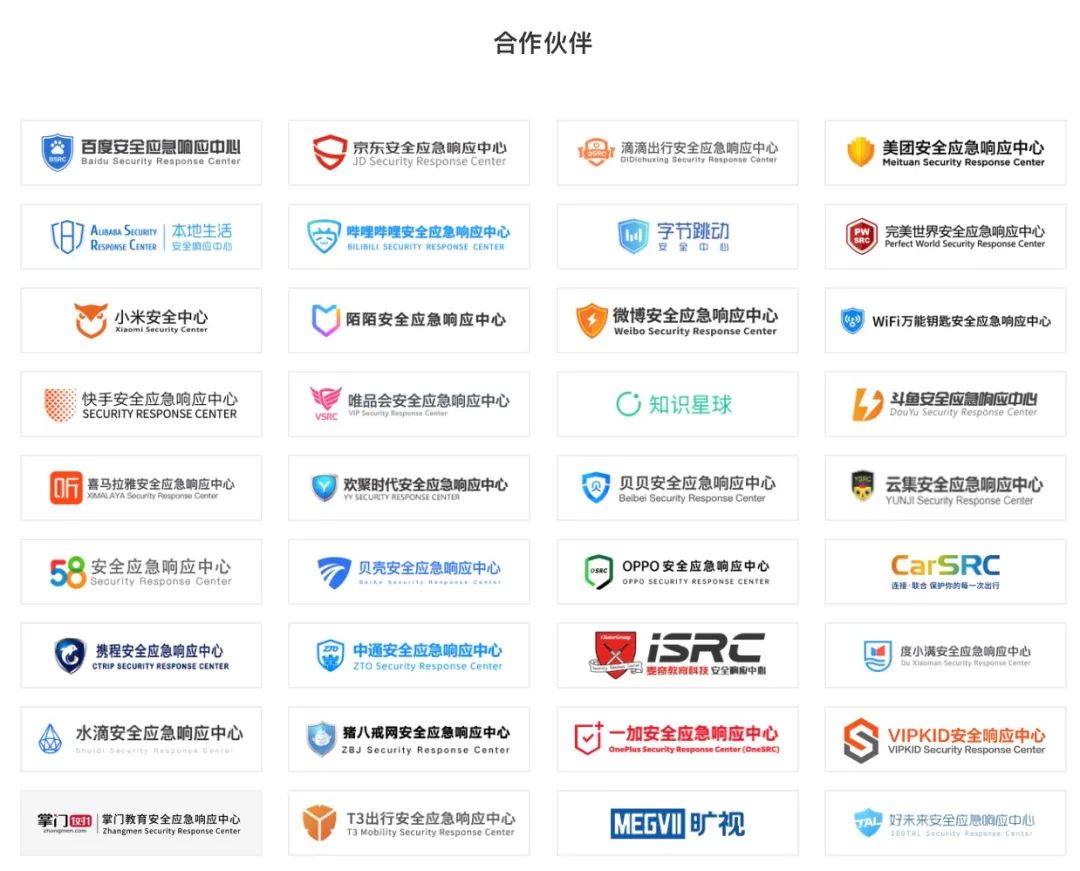 合作伙伴
BSRC
百度安全应急响应中心
Baidu Security Response Center
京东安全应急响应中心
JD Security Response Center
DSRC
滴滴出行安全应急响应中心
DiDichuxing Security Response Center
美团安全应急响应中心
Meituan Security Response Center
ALIBABA SECURITY
RESPONSE CENTER
本地生活
安全响应中心
哔哩哔哩安全应急响应中心
BILIBILI SECURITY RESPONSE CENTER
字节跳动
安全中心
PW
SRC
完美世界安全应急响应中心
Perfect World Security Response Center
小米安全中心
Xiaomi Security Center
陌陌安全应急响应中心
微博安全应急响应中心
Weibo Security Response Center
WiFi万能钥匙安全应急响应中心
快手安全应急响应中心
SECURITY RESPONSE CENTER
VSRC
唯品会安全应急响应中心
VIP Security Response Center
知识星球
斗鱼安全应急响应中心
DouYu Security Response Center
听
喜马拉雅安全应急响应中心
XIMALAYA Security Response Center
欢聚时代安全应急响应中心
YY SECURITY RESPONSE CENTER
贝
贝贝安全应急响应中心
Beibei Security Response Center
YSRC
云集安全应急响应中心
YUNJI Security Response Center
58
安全应急响应中心
Security Response Center
贝壳安全应急响应中心
BeiKe Security Response Center
OSRC
OPPO 安全应急响应中心
OPPO SECURITY RESPONSE CENTER
CarSRC
连接·联合 保护你的每一次出行
携程安全应急响应中心
CTRIP SECURITY RESPONSE CENTER
ZTO
中通安全应急响应中心
ZTO Security Response Center
iSRC
麦奇教育科技 安全响应中心
度小满安全应急响应中心
Du Xiaoman Security Response Center
水滴安全应急响应中心
Shuidi Security Response Center
猪八戒网安全应急响应中心
ZBJ Security Response Center
一加安全应急响应中心
OnePlus Security Response Center (OneSRC)
VIPKID安全响应中心
VIPKID Security Response Center
掌门1对1
zhangmen.com
掌门教育安全应急响应中心
Zhangmen Security Response Center
T3出行安全应急响应中心
T3 Mobility Security Response Center
MEGVII 旷视
TAL
好未来安全应急响应中心
100TAL Security Response Center